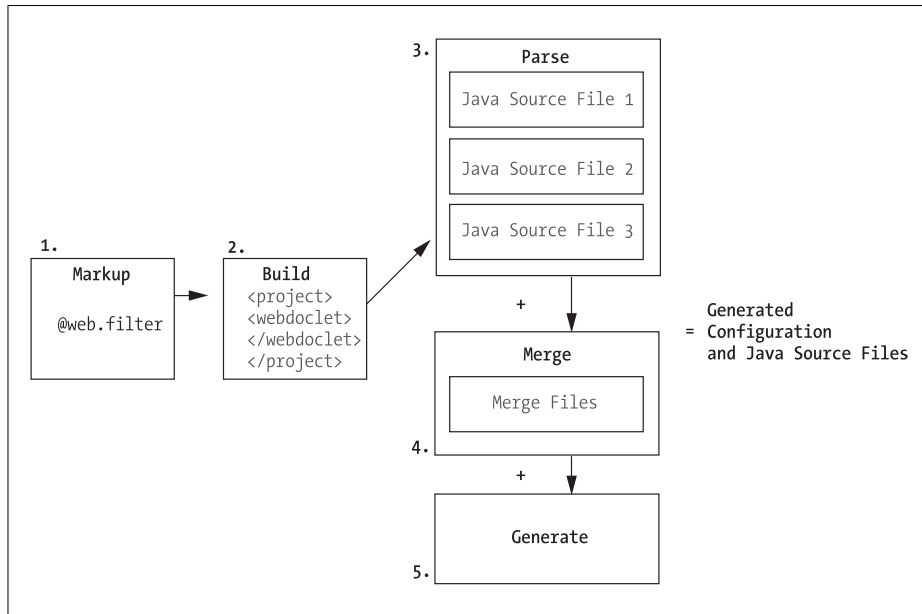 1.
Markup
@web.filter
2.
Build
<project>
<webdoclet>
</webdoclet>
</project>
3.
Parse
Java Source File 1
Java Source File 2
Java Source File 3
+
Merge
Merge Files
4.
+
Generate
5.
Generated
= Configuration
and Java Source Files